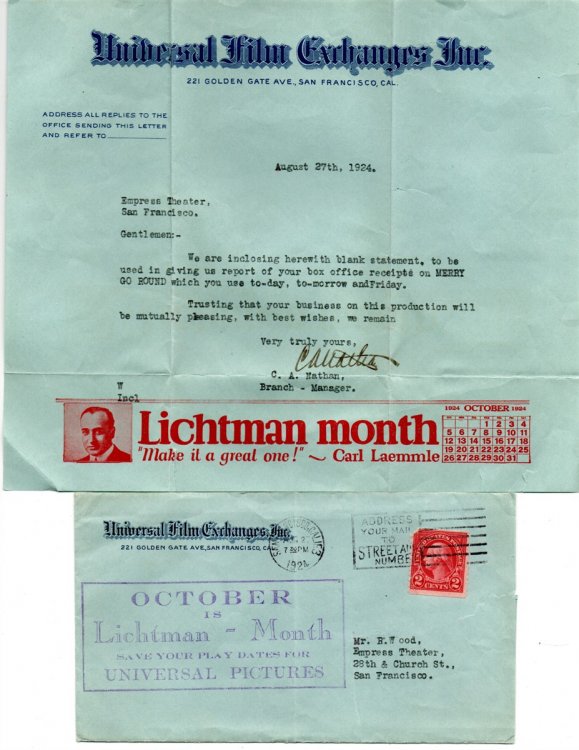 Universal Film Exchanges Inc.
221 GOLDEN GATE AVE., SAN FRANCISCO, CAL.
ADDRESS ALL REPLIES TO THE
OFFICE SENDING THIS LETTER
AND REFER TO
August 27th, 1924.
Empress Theater,
San Francisco.
Gentlemen:-
We are inclosing herewith blank statement, to be
used in giving us report of your box office receipts on MERRY
GO ROUND which you use to-day, to-morrow andFriday.
Trusting that your business on this production will
be mutually pleasing, with best wishes, we remain
Very truly yours,
C. A. Nathan,
Branch - Manager.
W
Incl
Lichtman month
"Make it a great one!" ~ Carl Laemmle
1924 OCTOBER 1924
1 2 3 4
5 6 7 8 9 10 11
12 13 14 15 16 17 18
19 20 21 22 23 24 25
26 27 28 29 30 31
Universal Film Exchanges Inc.
221 GOLDEN GATE AVE., SAN FRANCISCO, CAL.
7 PM
1924
ADDRESS
YOUR MAIL
TO
STREET AND
NUMBER
2 CENTS 2
OCTOBER
IS
Lichtman - Month
SAVE YOUR PLAY DATES FOR
UNIVERSAL PICTURES
Mr. R.Wood,
Empress Theater,
28th & Church St.,
San Francisco.